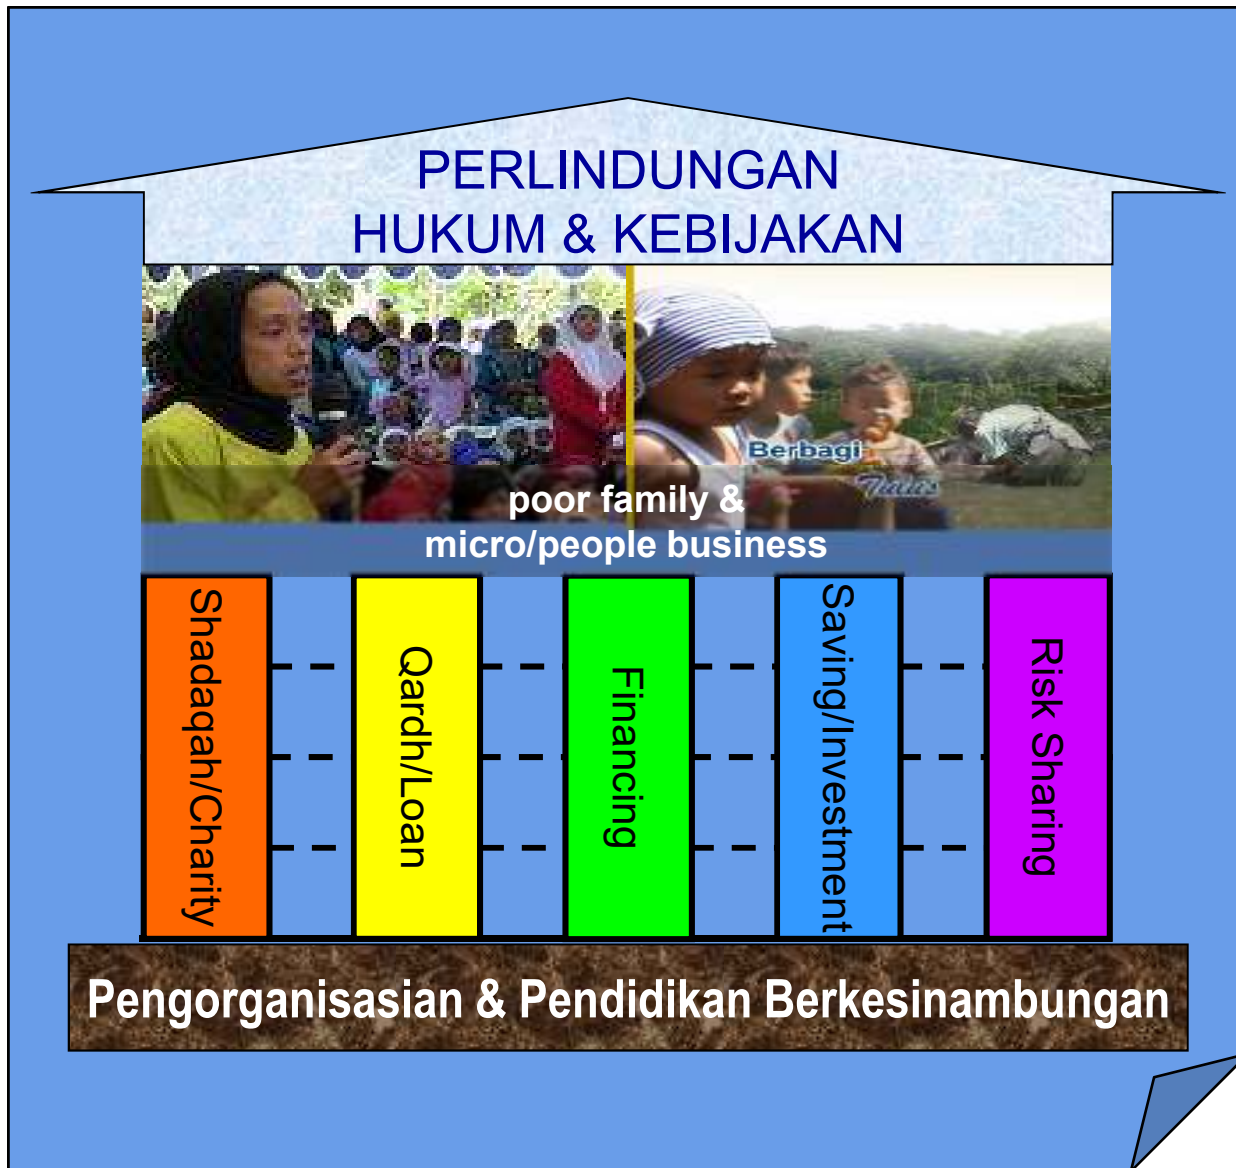 PERLINDUNGAN
HUKUM & KEBIJAKAN
Berbagi
Tulus
poor family &
micro/people business
Shadaqah/Charity
Qardh/Loan
Financing
Saving/Investment
Risk Sharing
Pengorganisasian & Pendidikan Berkesinambungan